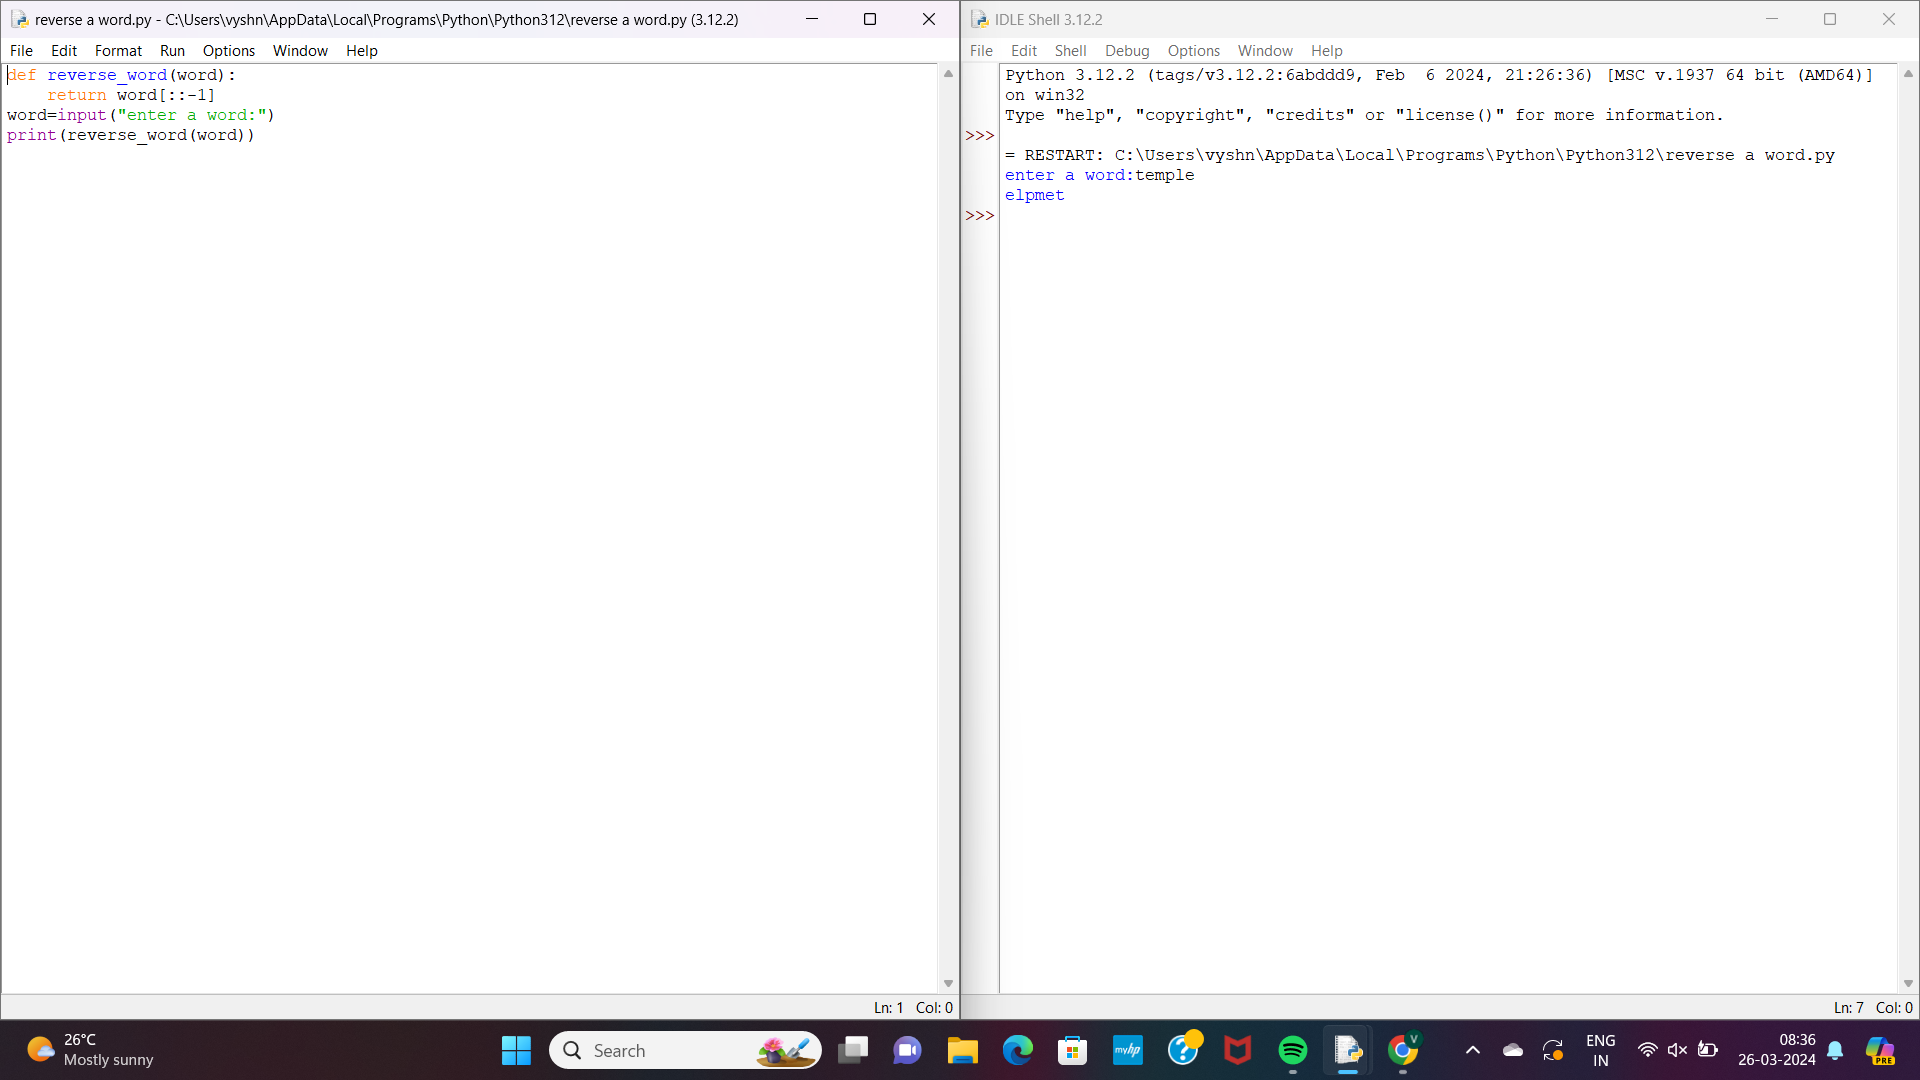 reverse a word.py - C:\Users\vyshn\AppData\Local\Programs\Python\Python312\reverse a word.py (3.12.2)
File Edit Format Run Options Window Help
def reverse_word(word):
    return word[::-1]
word=input("enter a word:")
print(reverse_word(word))
Ln: 1 Col: 0
IDLE Shell 3.12.2
File Edit Shell Debug Options Window Help
Python 3.12.2 (tags/v3.12.2:6abddd9, Feb  6 2024, 21:26:36) [MSC v.1937 64 bit (AMD64)]
on win32
Type "help", "copyright", "credits" or "license()" for more information.
>>>
= RESTART: C:\Users\vyshn\AppData\Local\Programs\Python\Python312\reverse a word.py
enter a word:temple
elpmet
>>>
Ln: 7 Col: 0
26°C
Mostly sunny
Search
myhp
V
ENG
IN
08:36
26-03-2024
PRE